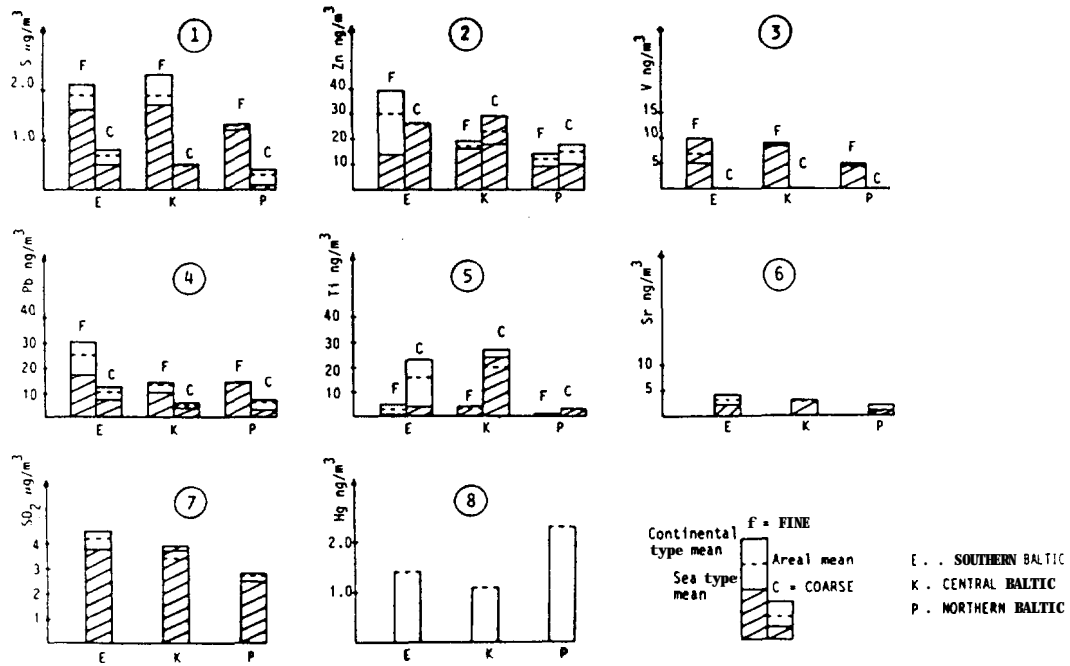 S µg/m³
1
2.0
1.0
F
C
F
C
F
C
E K P
Zn ng/m³
2
40
30
20
10
F
C
F
C
F
C
E K P
V ng/m³
3
15
10
5
F
C
F
C
F
C
E K P
Pb ng/m³
4
40
30
20
10
F
C
F
C
F
C
E K P
Ti ng/m³
5
40
30
20
10
F
C
F
C
F
C
E K P
Sr ng/m³
6
10
5
E K P
SO₂ µg/m³
7
4
3
2
1
E K P
Hg ng/m³
8
2.0
1.0
E K P
f = FINE
Continental
type mean
Areal mean
Sea type
mean
C = COARSE
E . . SOUTHERN BALTIC
K . CENTRAL BALTIC
P . NORTHERN BALTIC